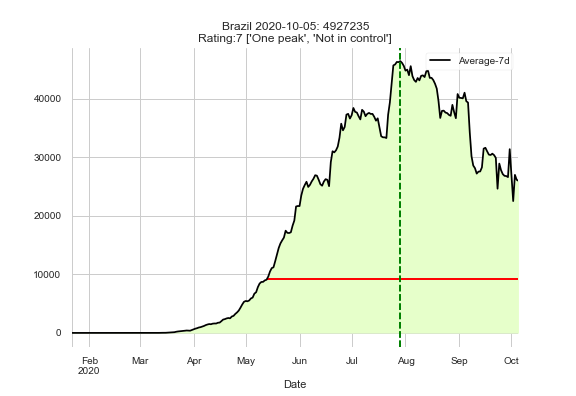 Brazil 2020-10-05: 4927235
Rating:7 ['One peak', 'Not in control']
Average-7d
40000
30000
20000
10000
0
Feb Mar Apr May Jun Jul Aug Sep Oct
2020
Date